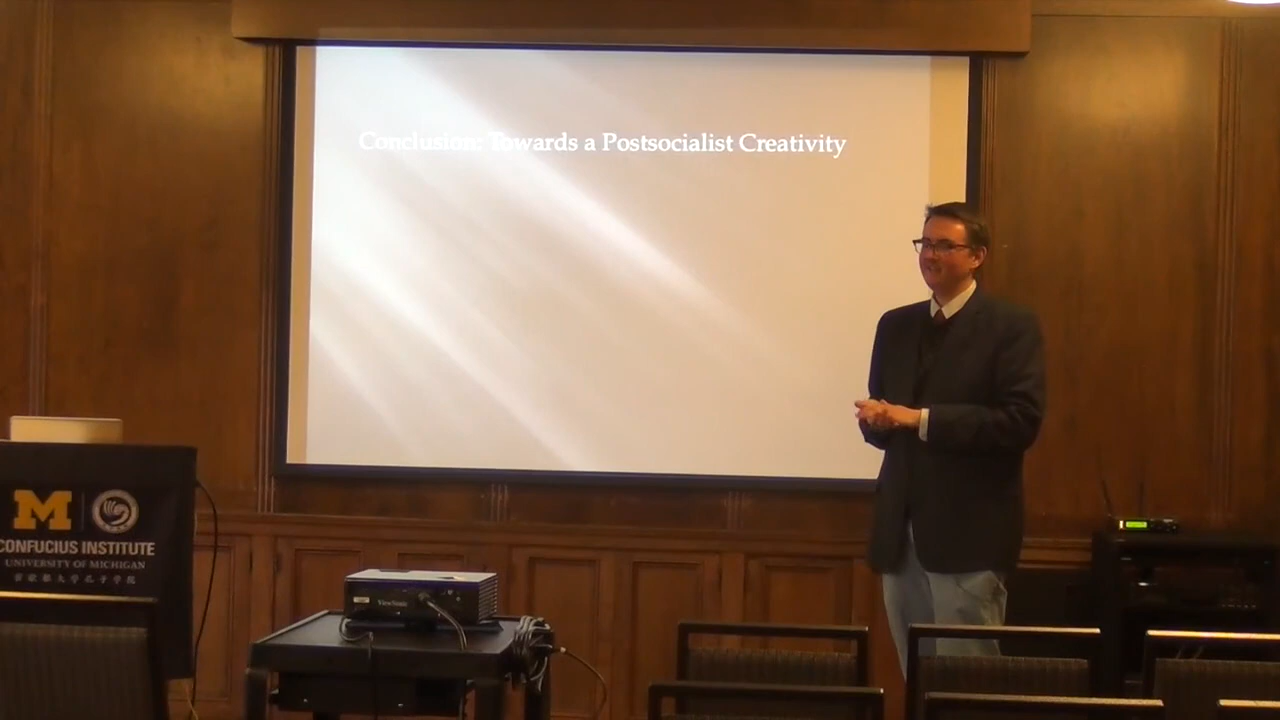 Conclusion: Towards a Postsocialist Creativity
M
CONFUCIUS INSTITUTE
UNIVERSITY OF MICHIGAN
ViewSonic